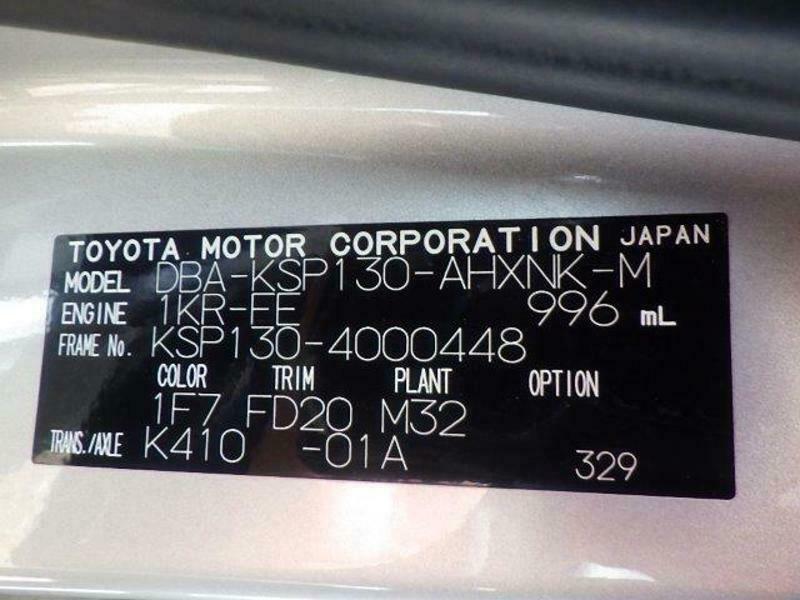 TOYOTA MOTOR CORPORATION JAPAN
MODEL DBA-KSP130-AHXNK-M
ENGINE 1KR-FE 996 mL
FRAME No. KSP130-4000448
COLOR TRIM PLANT OPTION
1F7 FD20 M32
TRANS./AXLE K410 -01A 329